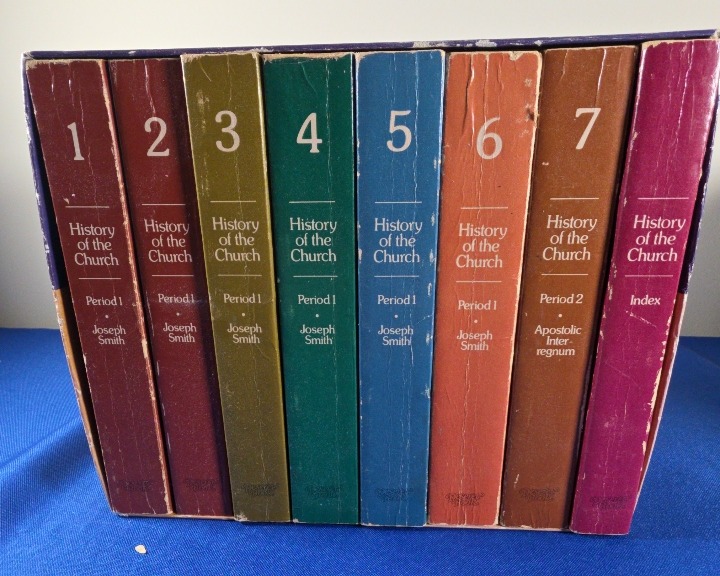 1
History
of the
Church
Period 1
•
Joseph
Smith
2
History
of the
Church
Period 1
•
Joseph
Smith
3
History
of the
Church
Period 1
•
Joseph
Smith
4
History
of the
Church
Period 1
•
Joseph
Smith
5
History
of the
Church
Period 1
•
Joseph
Smith
6
History
of the
Church
Period 1
•
Joseph
Smith
7
History
of the
Church
Period 2
•
Apostolic
Inter-
regnum
History
of the
Church
Index